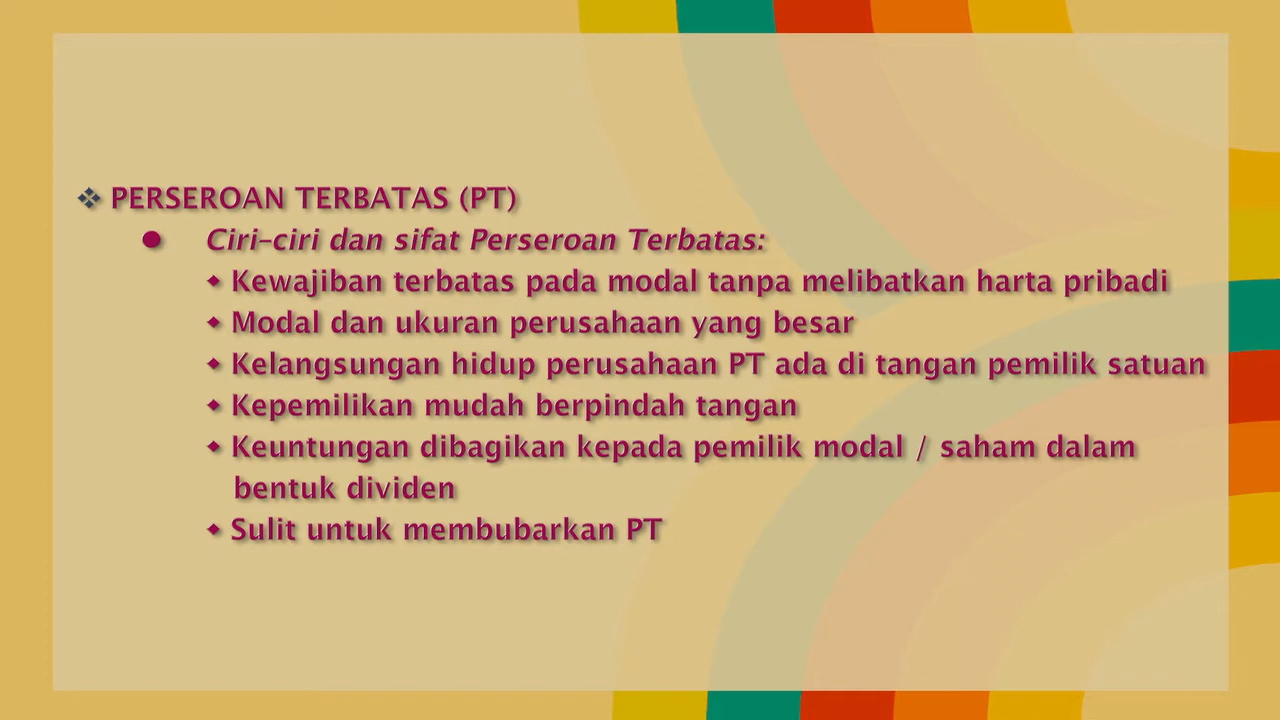 ❖ PERSEROAN TERBATAS (PT)
● Ciri-ciri dan sifat Perseroan Terbatas:
◆ Kewajiban terbatas pada modal tanpa melibatkan harta pribadi
◆ Modal dan ukuran perusahaan yang besar
◆ Kelangsungan hidup perusahaan PT ada di tangan pemilik satuan
◆ Kepemilikan mudah berpindah tangan
◆ Keuntungan dibagikan kepada pemilik modal / saham dalam
bentuk dividen
◆ Sulit untuk membubarkan PT